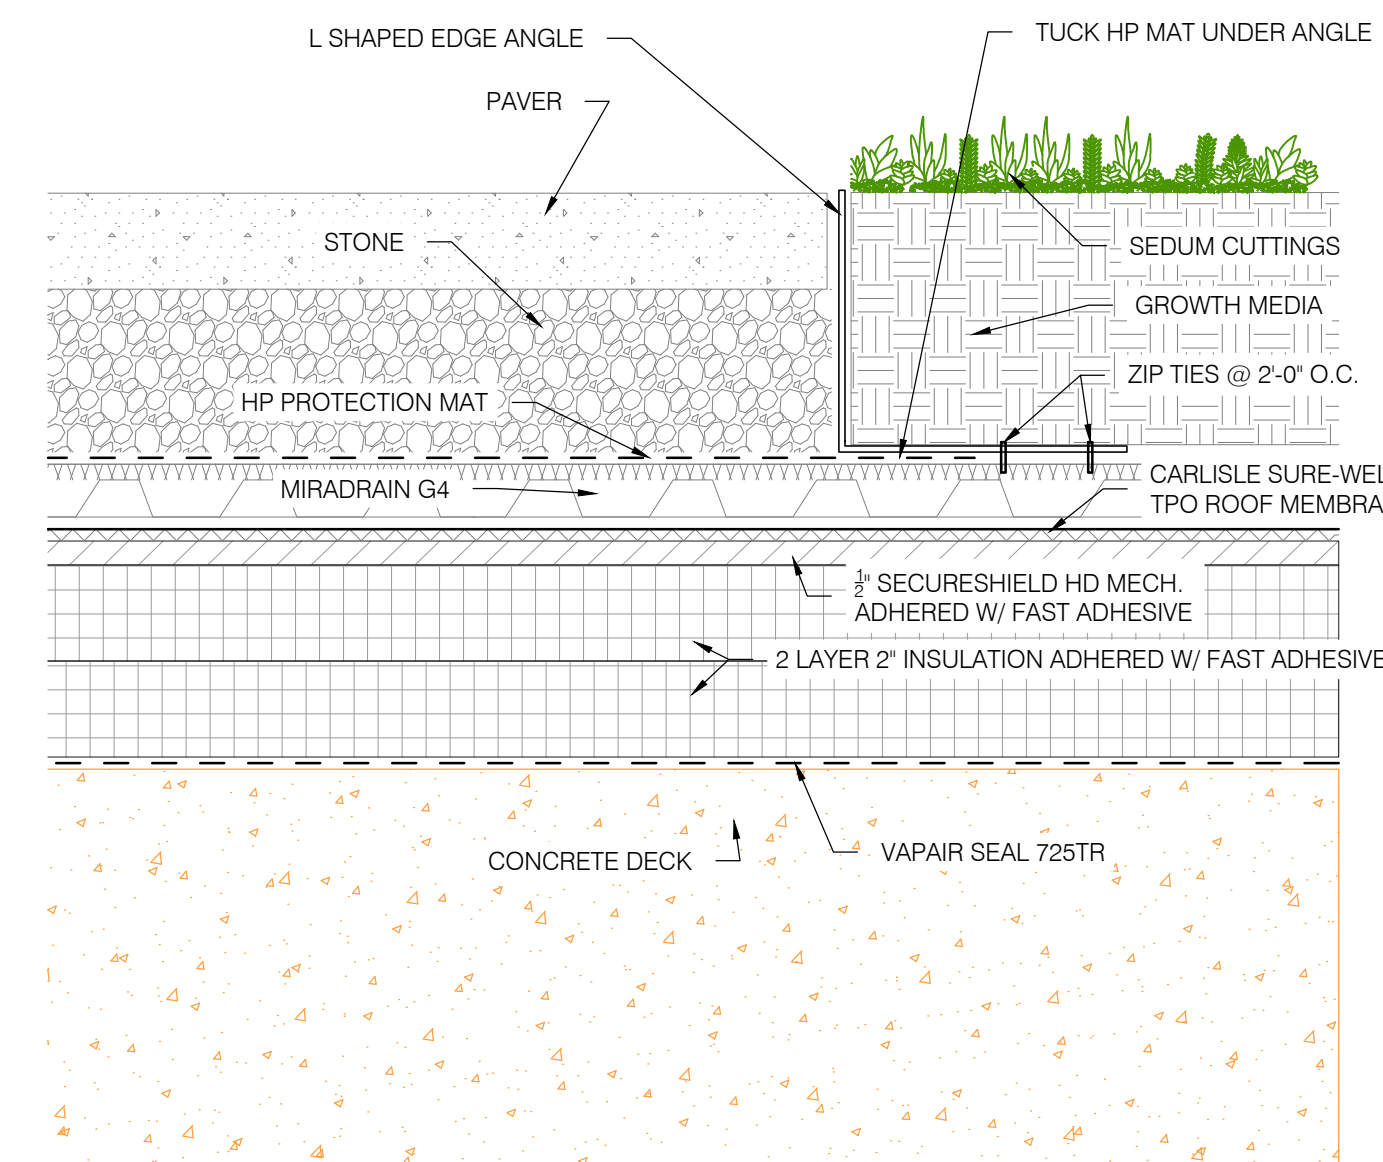 L SHAPED EDGE ANGLE
TUCK HP MAT UNDER ANGLE
PAVER
STONE
SEDUM CUTTINGS
GROWTH MEDIA
ZIP TIES @ 2'-0" O.C.
HP PROTECTION MAT
MIRADRAIN G4
CARLISLE SURE-WEL
TPO ROOF MEMBRA
½" SECURESHIELD HD MECH.
ADHERED W/ FAST ADHESIVE
2 LAYER 2" INSULATION ADHERED W/ FAST ADHESIVE
CONCRETE DECK
VAPAIR SEAL 725TR